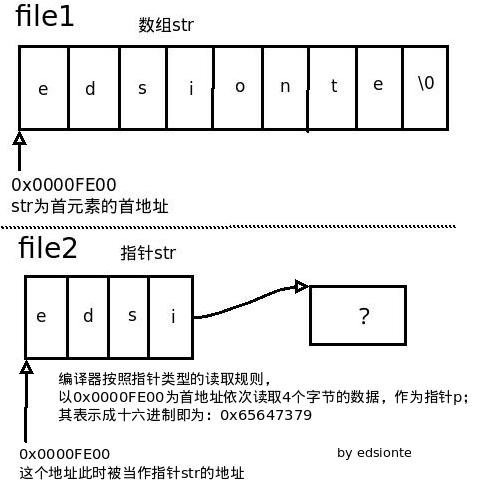 file1
数组str
e d s i o n t e \0
0x0000FE00
str为首元素的首地址
file2
指针str
e d s i ?
编译器按照指针类型的读取规则,
以0x0000FE00为首地址依次读取4个字节的数据，作为指针p；
其表示成十六进制即为：0x65647379
0x0000FE00
by edsionte
这个地址此时被当作指针str的地址